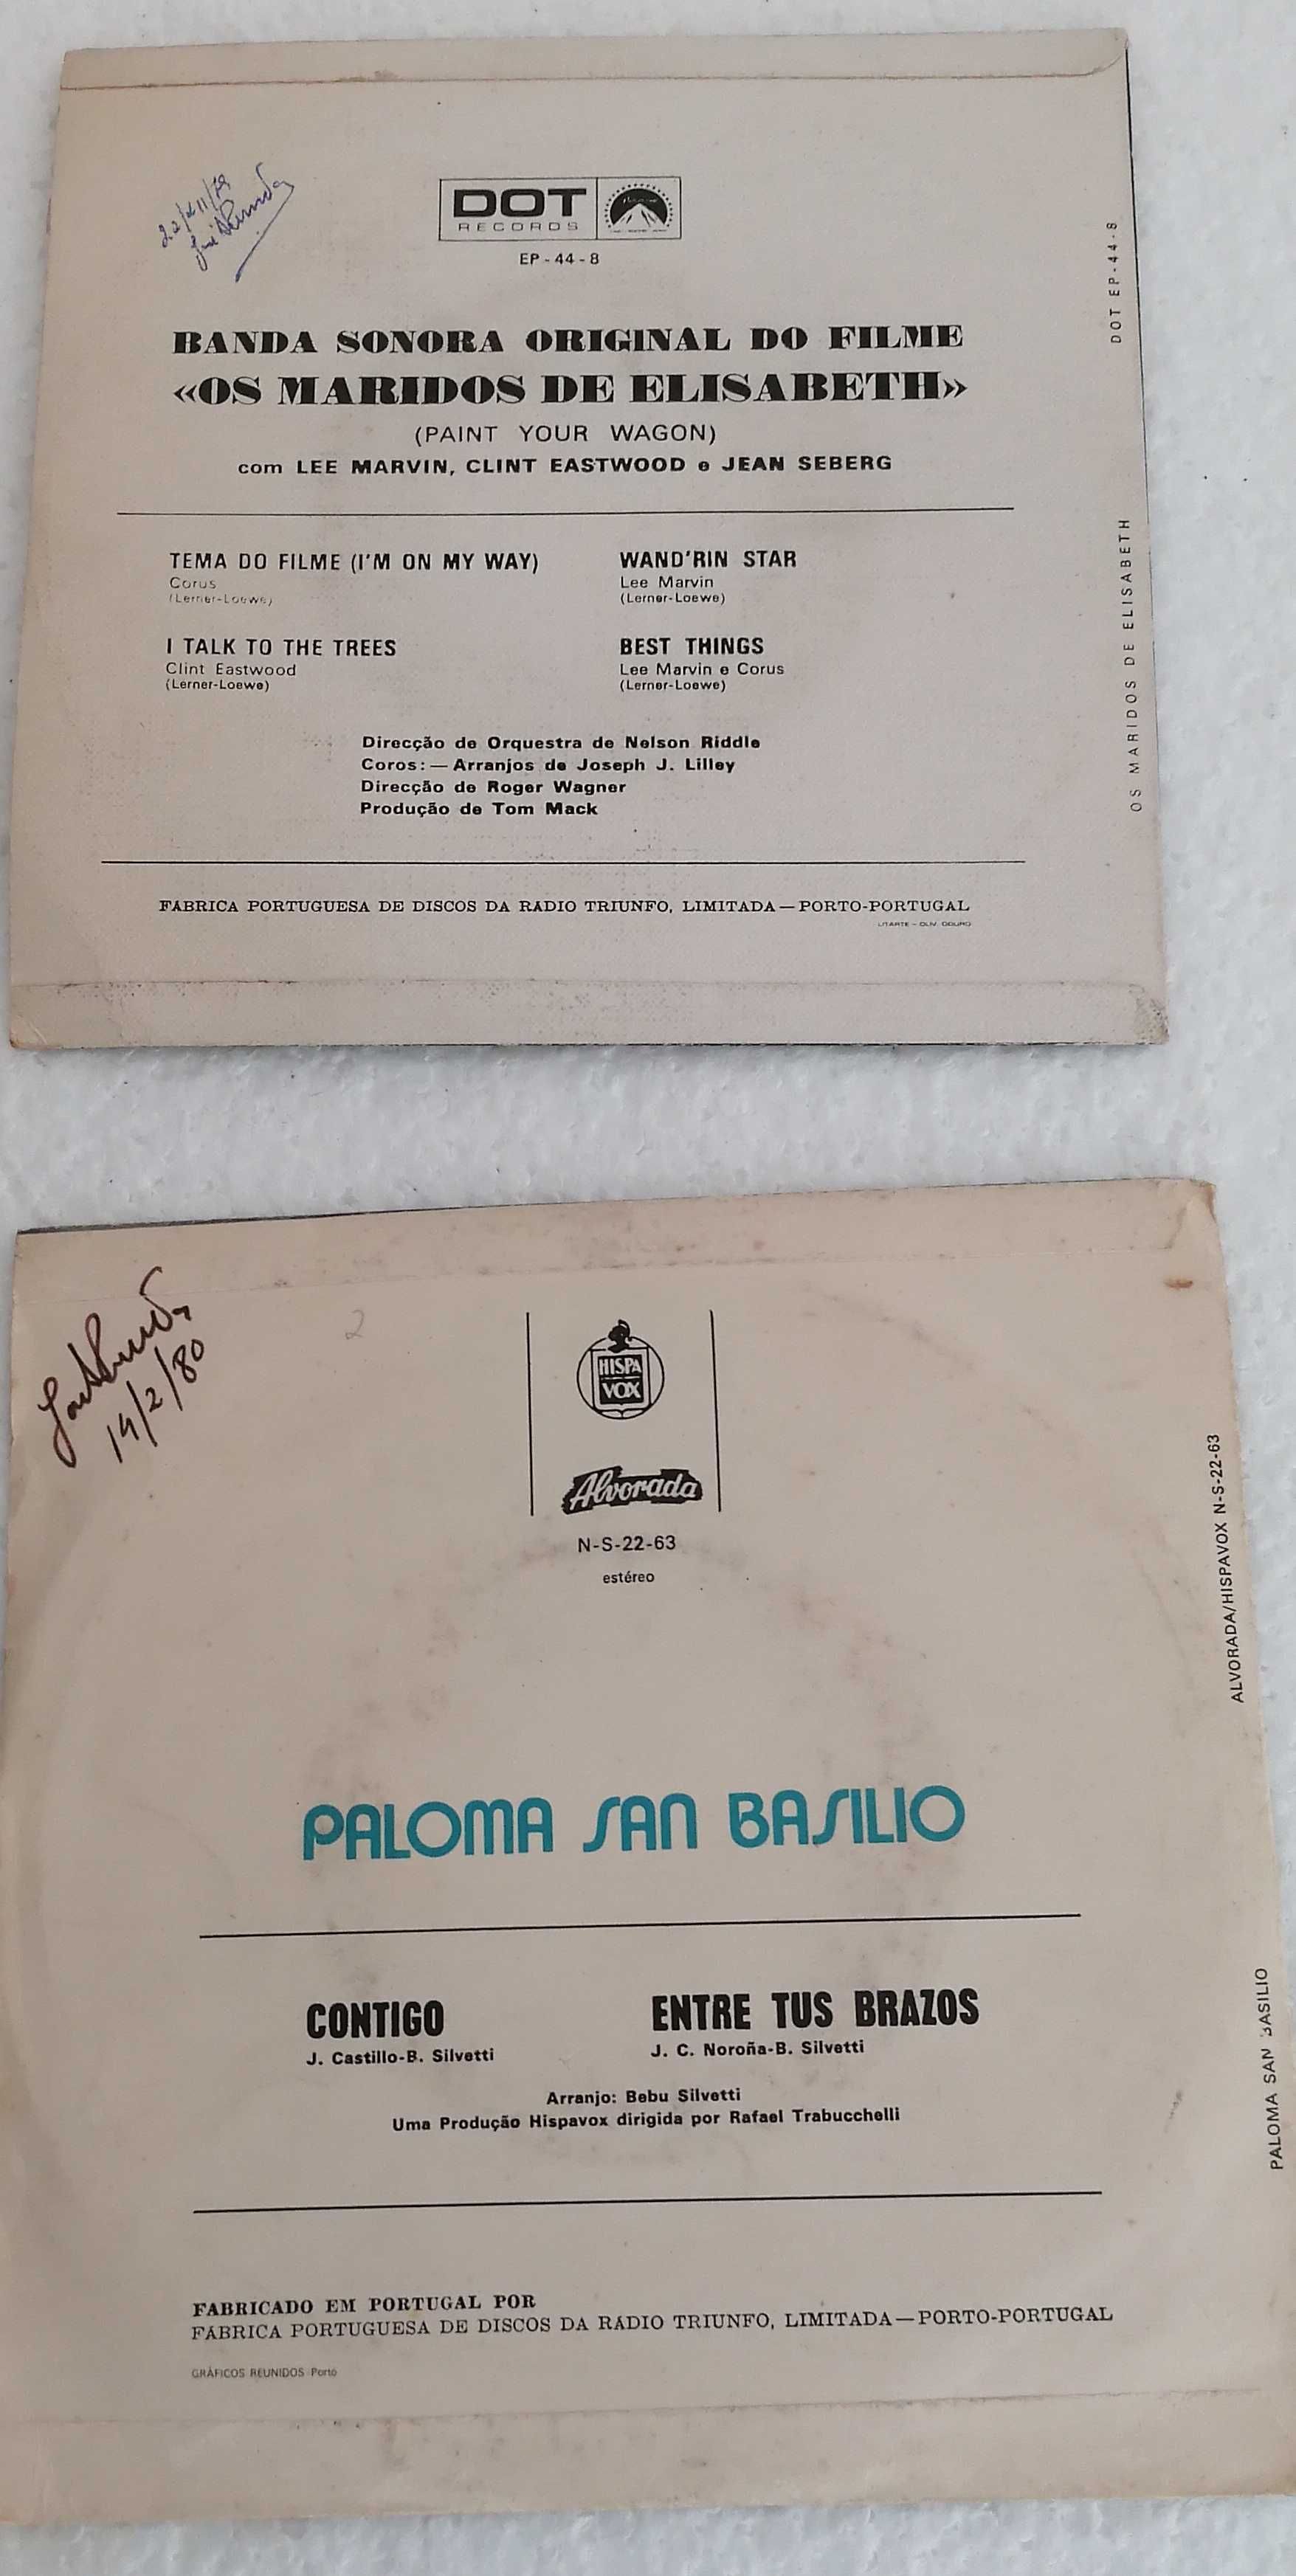 22/XII/79
DOT
RECORDS
EP - 44 - 8
BANDA SONORA ORIGINAL DO FILME
«OS MARIDOS DE ELISABETH»
(PAINT YOUR WAGON)
com LEE MARVIN, CLINT EASTWOOD e JEAN SEBERG
TEMA DO FILME (I'M ON MY WAY)
Corus
(Lerner-Loewe)
I TALK TO THE TREES
Clint Eastwood
(Lerner-Loewe)
WAND'RIN STAR
Lee Marvin
(Lerner-Loewe)
BEST THINGS
Lee Marvin e Corus
(Lerner-Loewe)
Direcção de Orquestra de Nelson Riddle
Coros: — Arranjos de Joseph J. Lilley
Direcção de Roger Wagner
Produção de Tom Mack
FABRICA PORTUGUESA DE DISCOS DA RADIO TRIUNFO, LIMITADA — PORTO-PORTUGAL
DOT EP-44-8
OS MARIDOS DE ELISABETH
14/2/80
2
HISPA
VOX
Alvorada
N-S-22-63
estéreo
PALOMA SAN BASILIO
CONTIGO
J. Castillo-B. Silvetti
ENTRE TUS BRAZOS
J. C. Noroña-B. Silvetti
Arranjo: Bebu Silvetti
Uma Produção Hispavox dirigida por Rafael Trabucchelli
FABRICADO EM PORTUGAL POR
FÁBRICA PORTUGUESA DE DISCOS DA RÁDIO TRIUNFO, LIMITADA — PORTO-PORTUGAL
GRÁFICOS REUNIDOS Porto
ALVORADA/HISPAVOX N-S-22-63
PALOMA SAN BASILIO